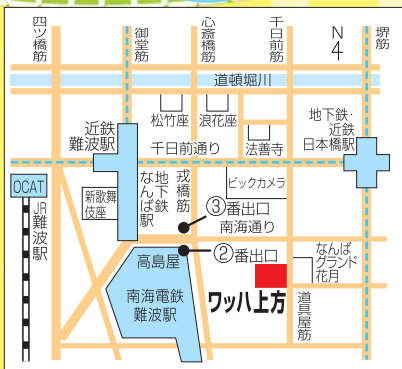 四ツ橋筋
御堂筋
心斎橋筋
千日前筋
N
4
堺筋
道頓堀川
近鉄
難波駅
松竹座
浪花座
法善寺
地下鉄・
近鉄
日本橋駅
千日前通り
OCAT
JR
難波駅
新歌舞
伎座
地下鉄
なんば駅
戎橋筋
ビックカメラ
③番出口
南海通り
②番出口
なんば
グランド
花月
高島屋
南海電鉄
難波駅
ワッハ上方
道具屋筋